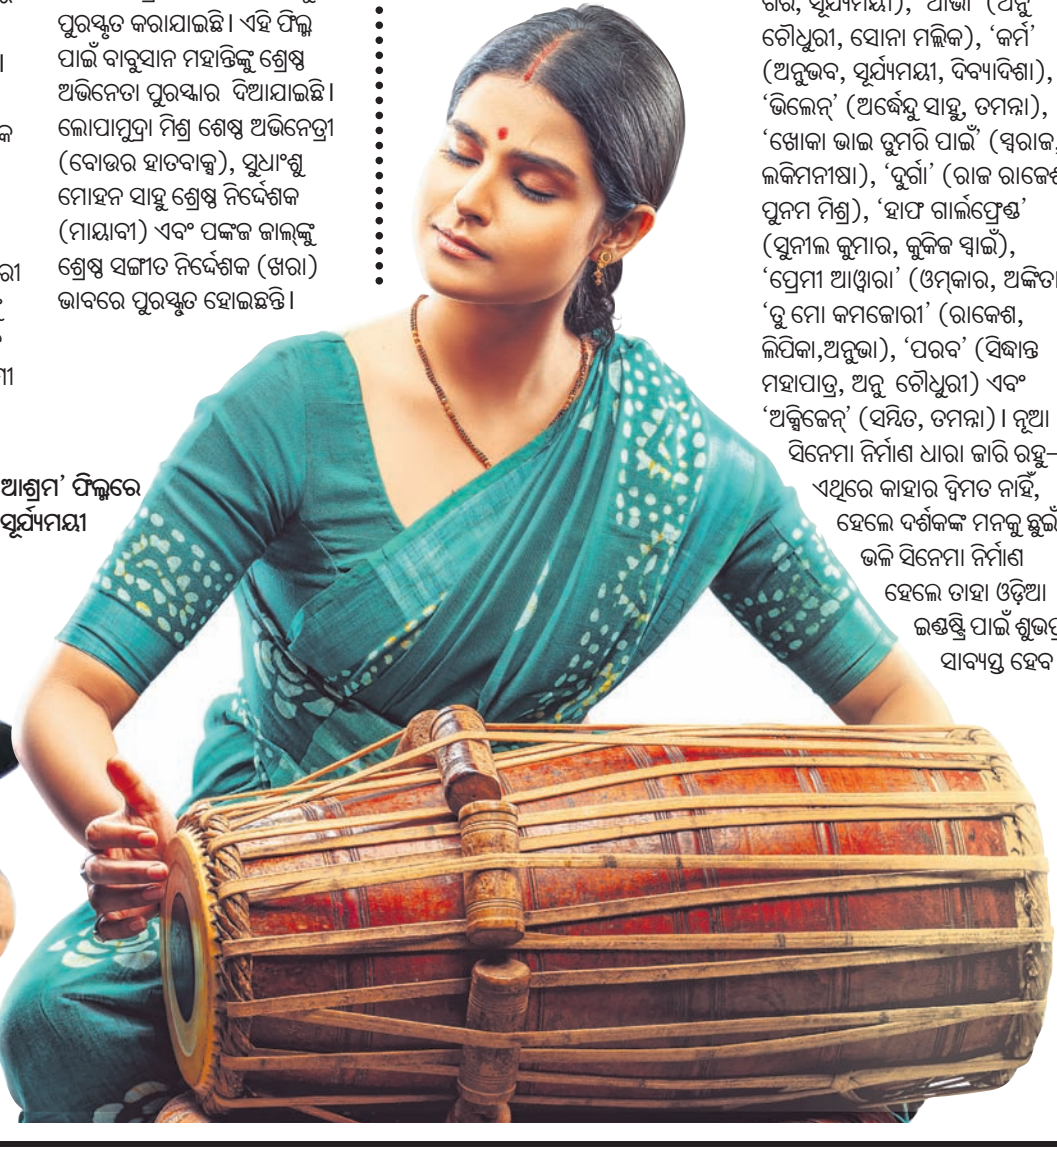 ପୁରସ୍କୃତ କରାଯାଇଛି। ଏହି ଫିଲ୍ମ
ପାଇଁ ବାବୁସାନ ମହାନ୍ତିଙ୍କୁ ଶ୍ରେଷ୍ଠ
ଅଭିନେତା ପୁରସ୍କାର ଦିଆଯାଇଛି।
ଲୋପାମୁଦ୍ରା ମିଶ୍ର ଶେଷ୍ଠ ଅଭିନେତ୍ରୀ
(ବୋଉର ହାତବାକ୍ସ), ସୁଧାଂଶୁ
ମୋହନ ସାହୁ ଶ୍ରେଷ୍ଠ ନିର୍ଦ୍ଦେଶକ
(ମାୟାବୀ) ଏବଂ ପଙ୍କଜ ଜାଲ୍‌ଙ୍କୁ
ଶ୍ରେଷ୍ଠ ସଙ୍ଗୀତ ନିର୍ଦ୍ଦେଶକ (ଖରା)
ଭାବରେ ପୁରସ୍କୃତ ହୋଇଛନ୍ତି।
ଆଶ୍ରମ’ ଫିଲ୍ମରେ
ସୂର୍ଯ୍ୟମୟୀ
ଚୌଧୁରୀ, ସୋନା ମଲ୍ଲିକ), ‘କର୍ମ’
(ଅନୁଭବ, ସୂର୍ଯ୍ୟମୟୀ, ଦିବ୍ୟାଦିଶା),
‘ଭିଲେନ୍’ (ଅର୍ଦ୍ଧେନ୍ଦୁ ସାହୁ, ତମନ୍ନା),
‘ଖୋକା ଭାଇ ତୁମରି ପାଇଁ’ (ସ୍ୱରାଜ,
ଲକିମନୀଷା), ‘ଦୁର୍ଗା’ (ରାଜ
ପୁନମ ମିଶ୍ର), ‘ହାଫ ଗାର୍ଲଫ୍ରେଣ୍ଡ’
(ସୁନୀଲ କୁମାର, କୁକିଜ ସ୍ୱାଇଁ),
‘ପ୍ରେମୀ ଆୱାରା’ (ଓମ୍‌କାର, ଅଙ୍କିତା
‘ତୁ ମୋ କମଜୋରୀ’ (ରାକେଶ,
ଲିପିକା,ଅନୁଭା), ‘ପରବ’ (ସିଦ୍ଧାନ୍ତ
ମହାପାତ୍ର, ଅନୁ ଚୌଧୁରୀ) ଏବଂ
‘ଅକ୍ସିଜେନ୍’ (ସମ୍ବିତ, ତମନ୍ନା)। ନୂଆ
ସିନେମା ନିର୍ମାଣ ଧାରା ଜାରି ରହୁ–
ଏଥିରେ କାହାର ଦ୍ୱିମତ ନାହିଁ,
ହେଲେ ଦର୍ଶକଙ୍କ ମନକୁ ଛୁଇଁ
ଭଳି ସିନେମା ନିର୍ମାଣ
ହେଲେ ତାହା ଓଡ଼ିଆ
ଇଣ୍ଡଷ୍ଟ୍ରି ପାଇଁ
ସାବ୍ୟସ୍ତ ହେବ